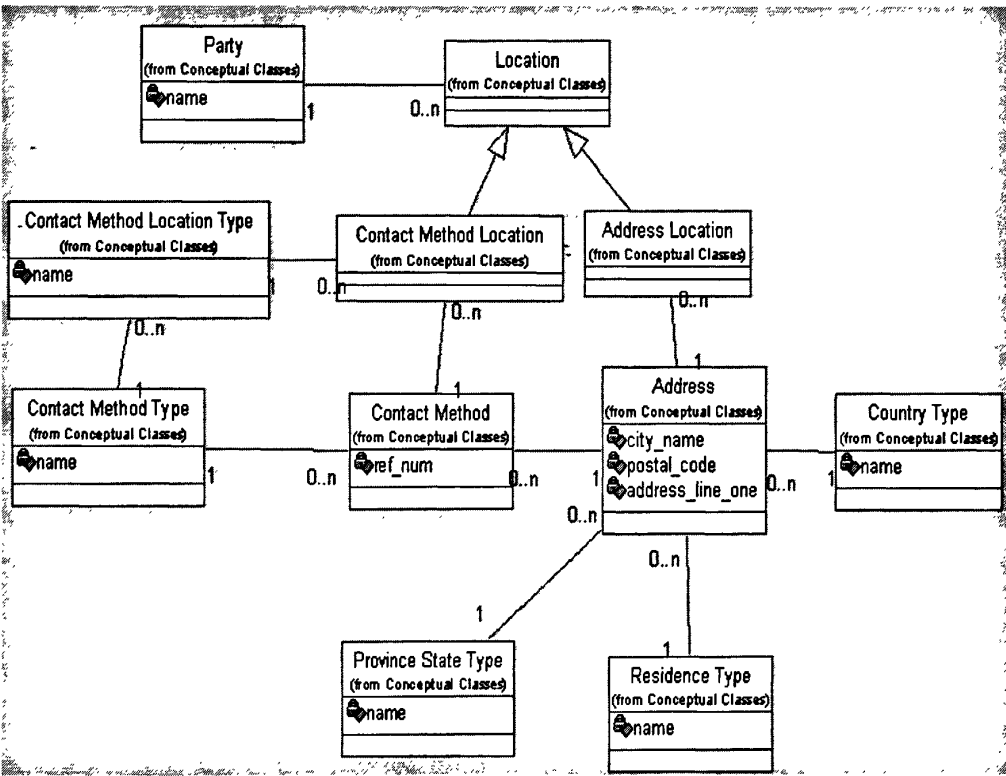 Party
(from Conceptual Classes)
name
1
0..n
Location
(from Conceptual Classes)
Contact Method Location Type
(from Conceptual Classes)
name
1
0..n
0..n
Contact Method Location
(from Conceptual Classes)
0..n
Address Location
(from Conceptual Classes)
0..n
1
Contact Method Type
(from Conceptual Classes)
name
1
0..n
1
Contact Method
(from Conceptual Classes)
ref_num
0..n
1
1
Address
(from Conceptual Classes)
city_name
postal_code
address_line_one
0..n
1
0..n
0..n
Country Type
(from Conceptual Classes)
name
1
Province State Type
(from Conceptual Classes)
name
1
Residence Type
(from Conceptual Classes)
name